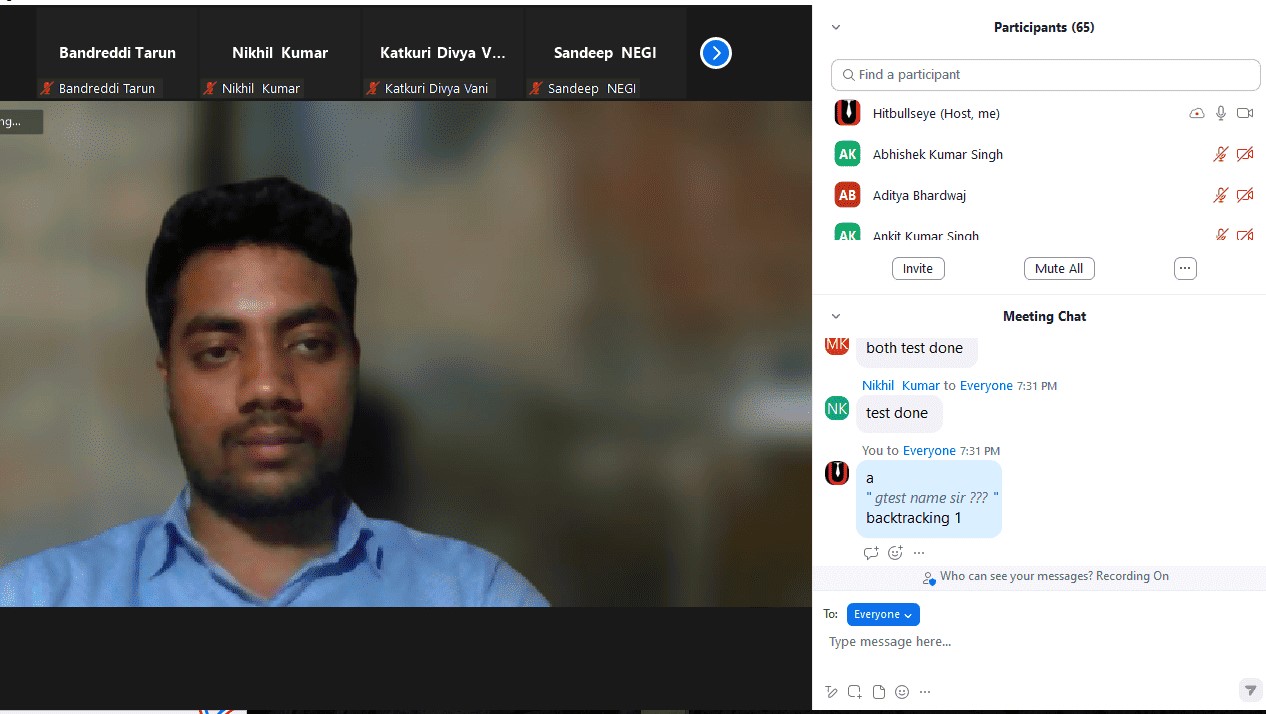 Bandreddi Tarun
Nikhil Kumar
Katkuri Divya V...
Sandeep NEGI
Bandreddi Tarun
Nikhil Kumar
Katkuri Divya Vani
Sandeep NEGI
ng...
Participants (65)
Find a participant
Hitbullseye (Host, me)
AK
Abhishek Kumar Singh
AB
Aditya Bhardwaj
AK
Ankit Kumar Singh
Invite
Mute All
...
Meeting Chat
MK
both test done
Nikhil Kumar to Everyone 7:31 PM
NK
test done
You to Everyone 7:31 PM
a
" gtest name sir ??? "
backtracking 1
...
Who can see your messages? Recording On
To: Everyone
Type message here...
...